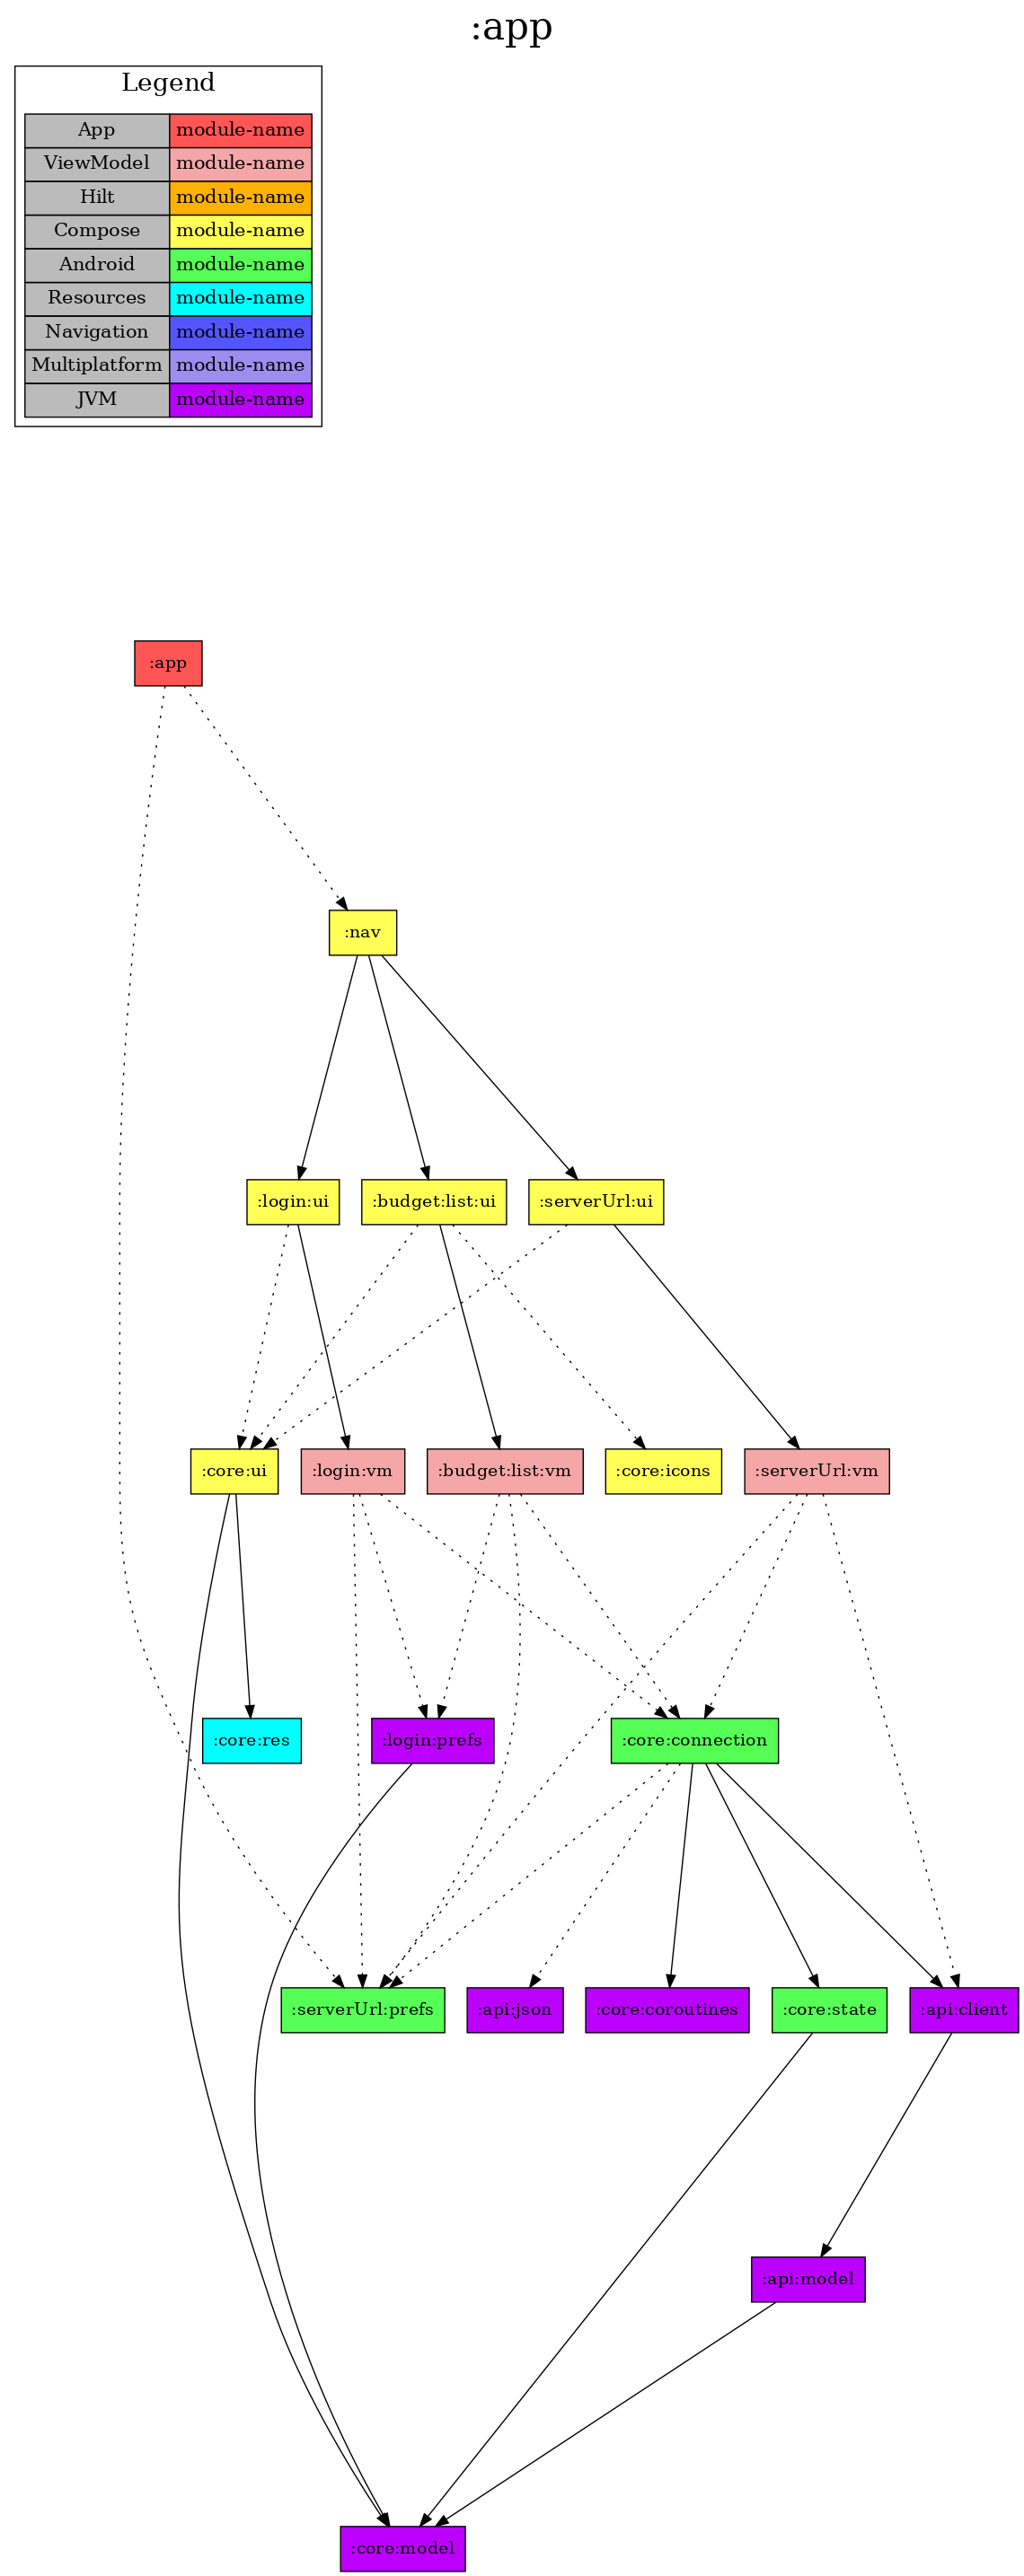 :app
Legend
App module-name
ViewModel module-name
Hilt module-name
Compose module-name
Android module-name
Resources module-name
Navigation module-name
Multiplatform module-name
JVM module-name
:app
:nav
:login:ui :budget:list:ui :serverUrl:ui
:core:ui :login:vm :budget:list:vm :core:icons :serverUrl:vm
:core:res :login:prefs :core:connection
:serverUrl:prefs :api:json :core:coroutines :core:state :api:client
:api:model
:core:model